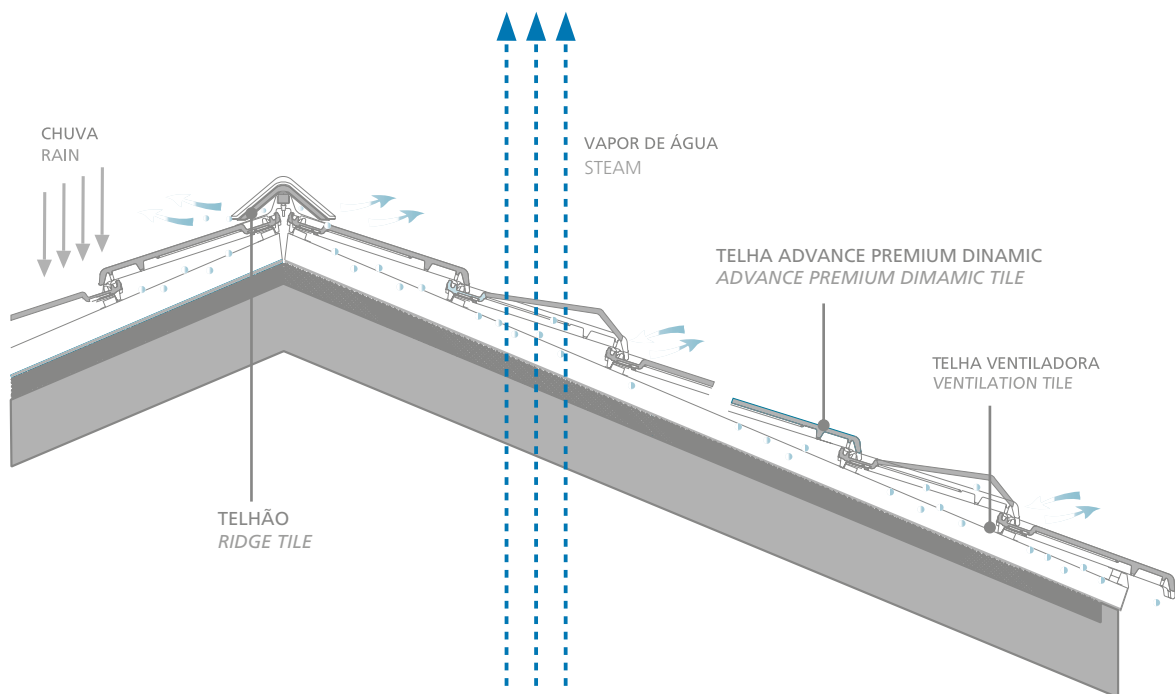 CHUVA
RAIN
VAPOR DE ÁGUA
STEAM
TELHA ADVANCE PREMIUM DINAMIC
ADVANCE PREMIUM DIMAMIC TILE
TELHA VENTILADORA
VENTILATION TILE
TELHÃO
RIDGE TILE